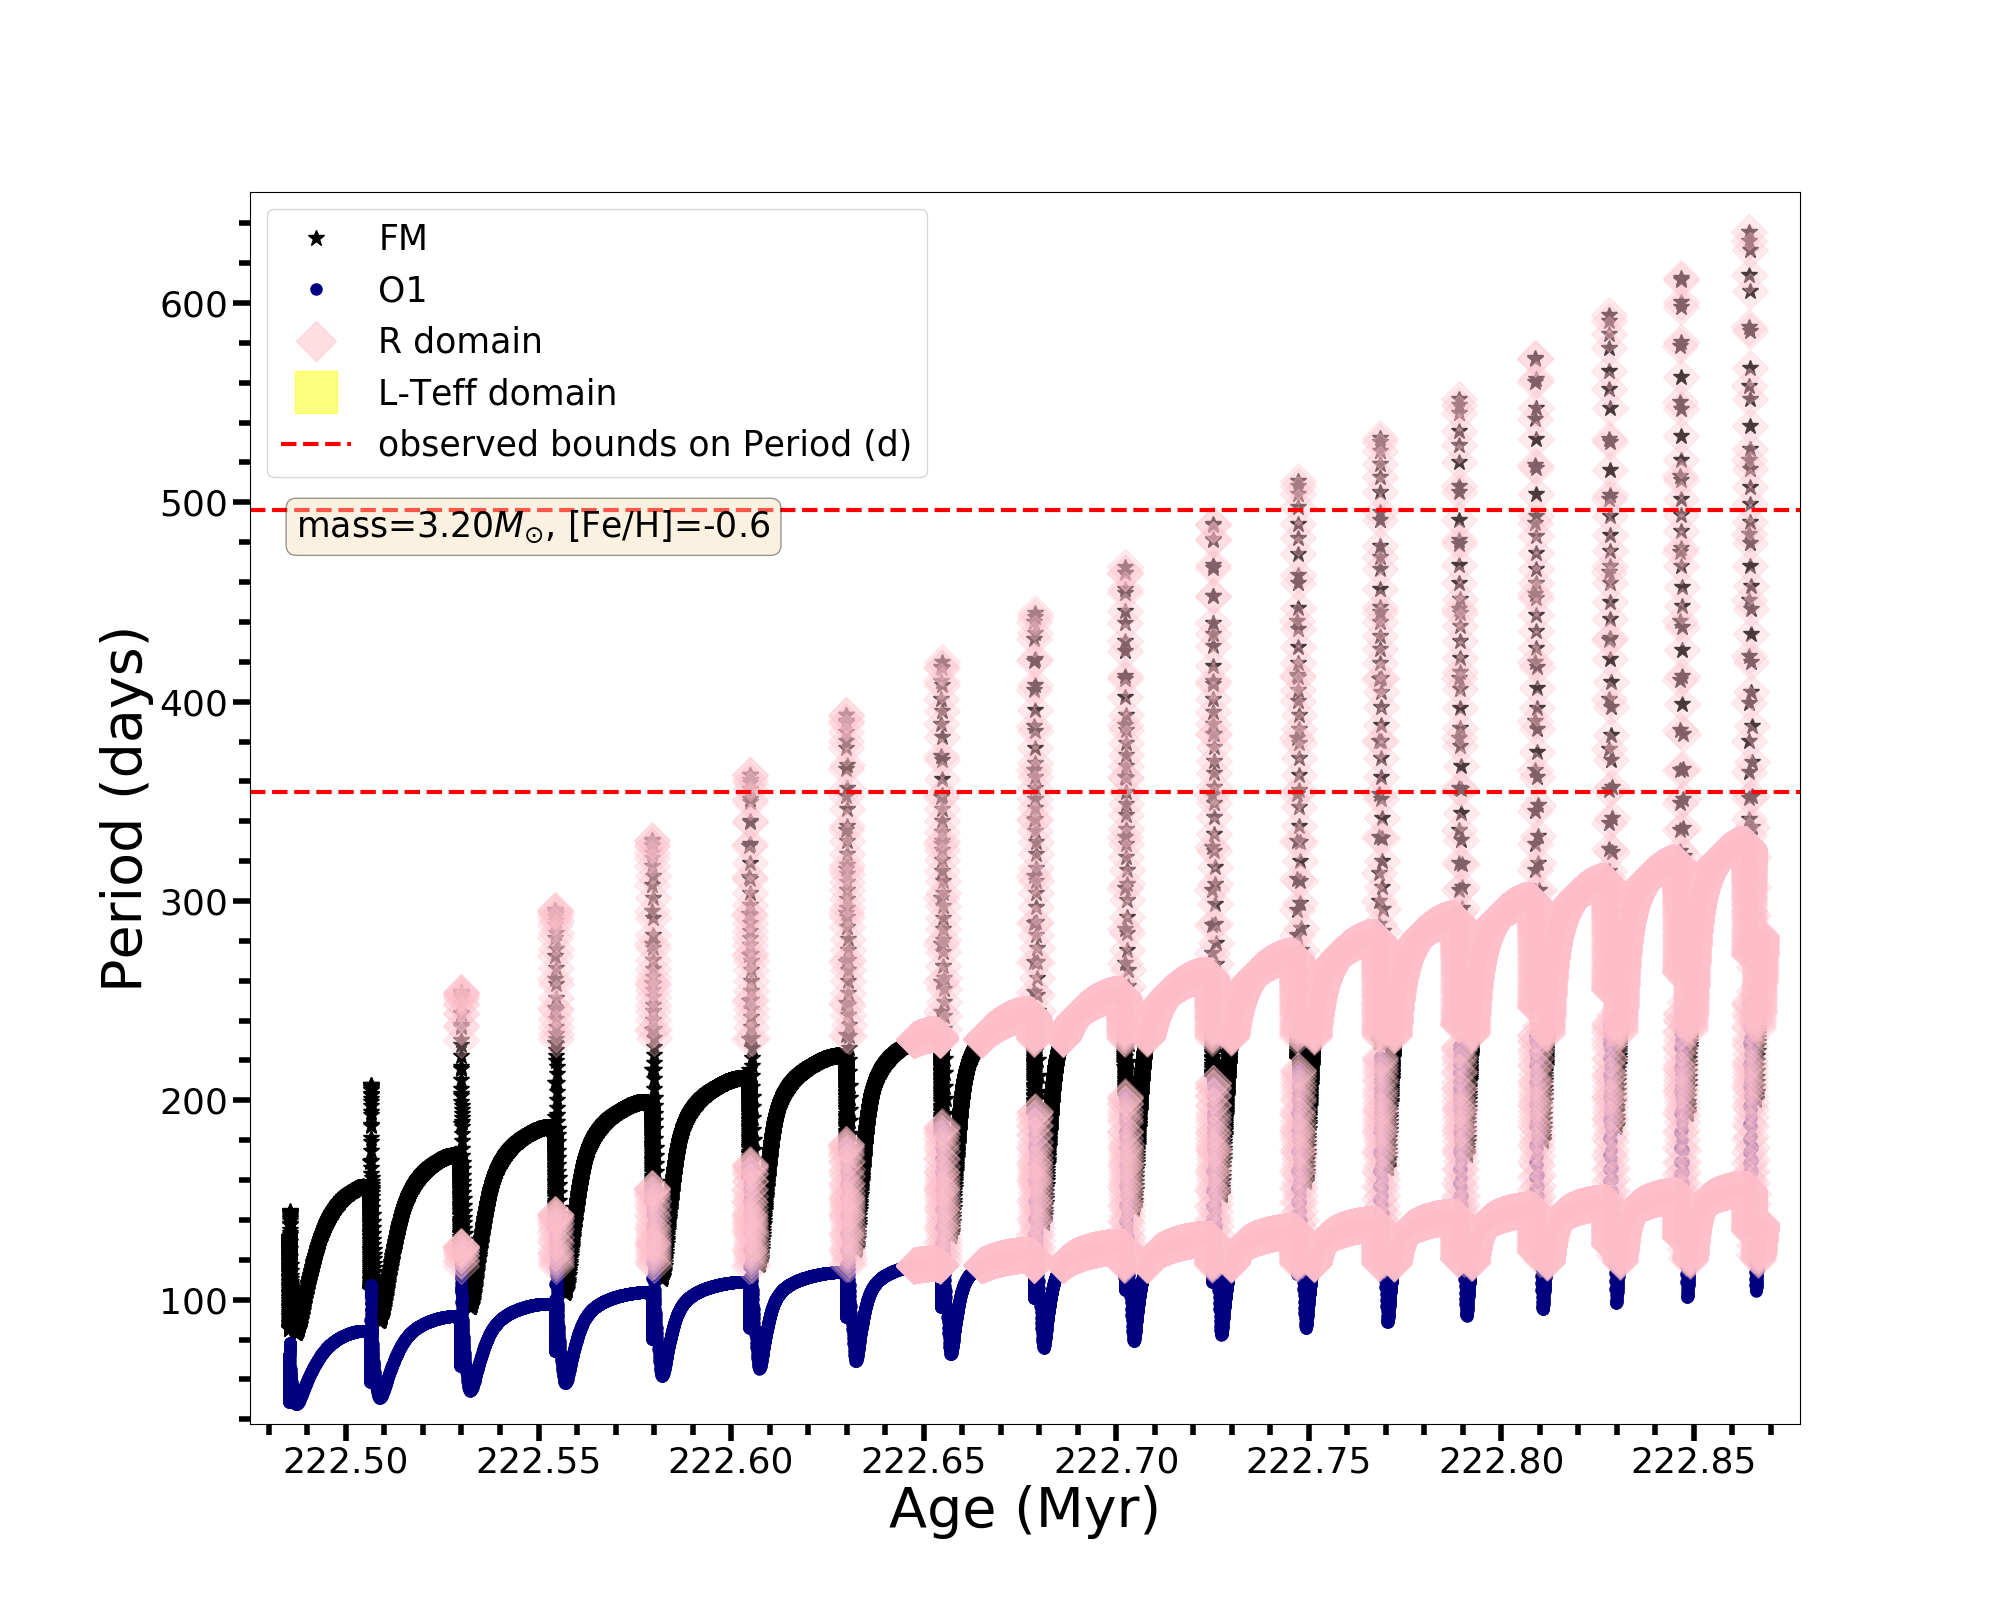 FM
O1
R domain
L-Teff domain
observed bounds on Period (d)
mass=3.20M☉, [Fe/H]=-0.6
600
500
400
300
200
100
Period (days)
222.50 222.55 222.60 222.65 222.70 222.75 222.80 222.85
Age (Myr)